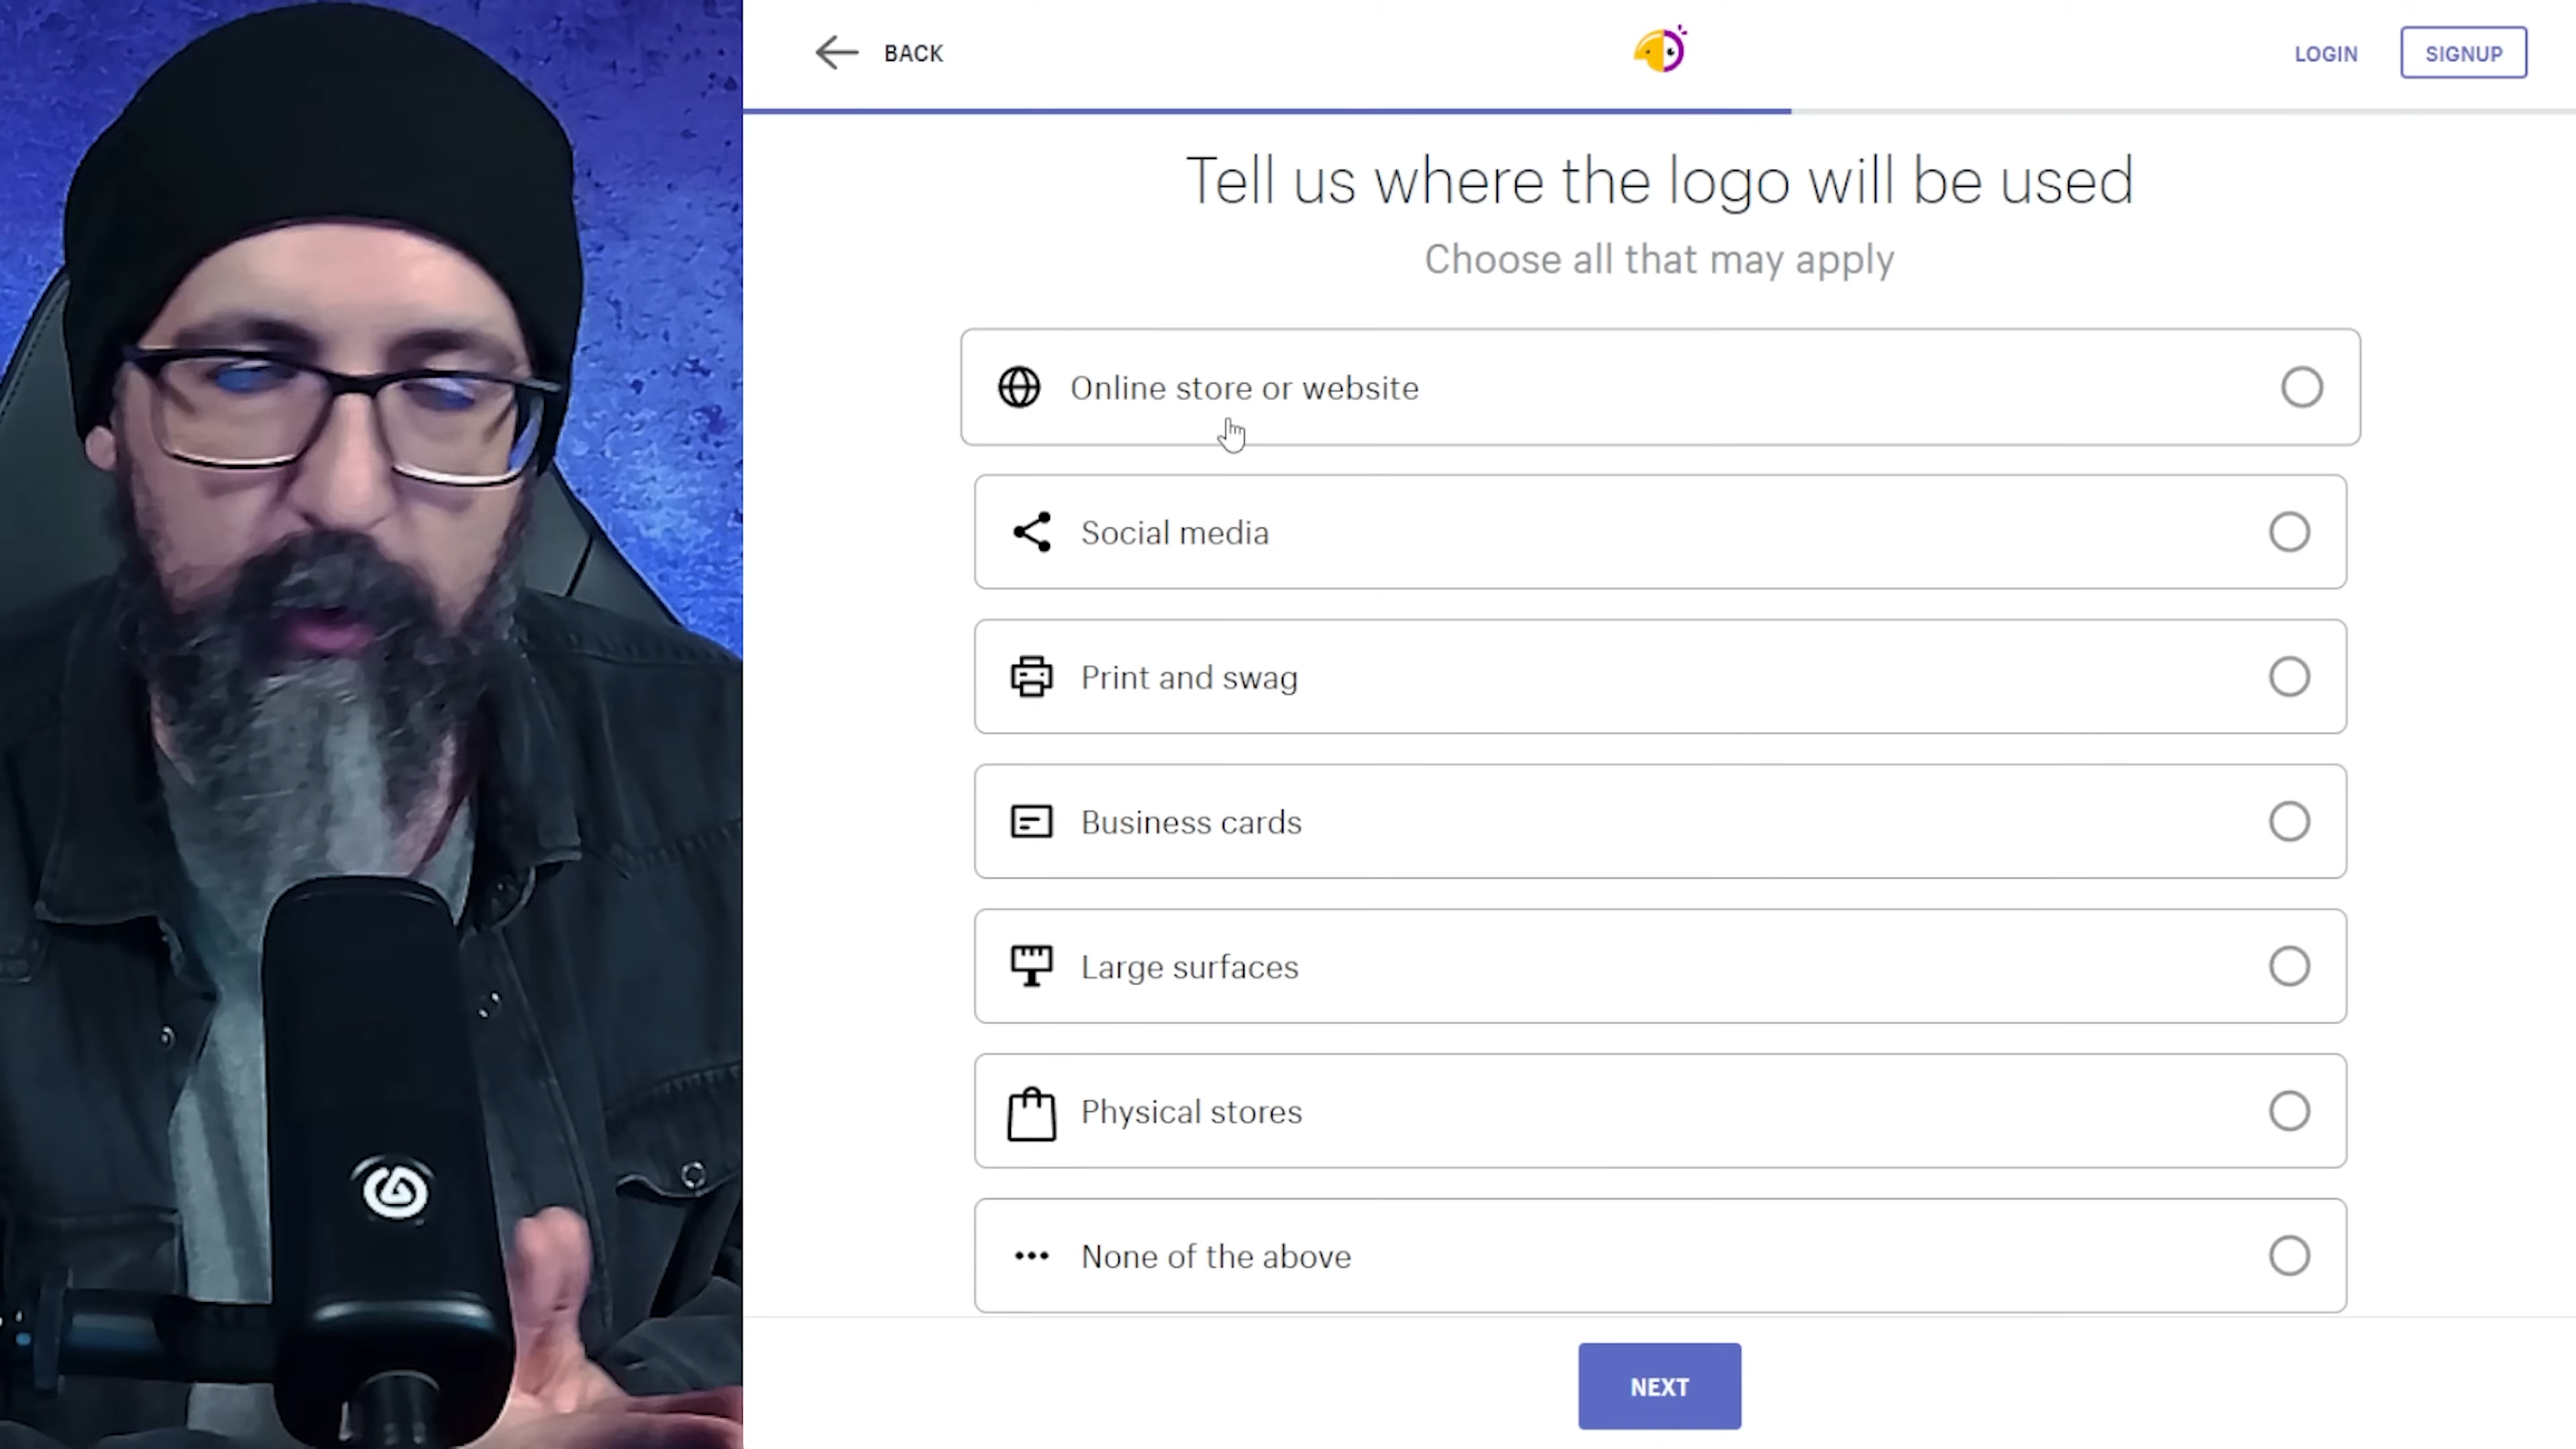 BACK
LOGIN
SIGNUP
Tell us where the logo will be used
Choose all that may apply
Online store or website
Social media
Print and swag
Business cards
Large surfaces
Physical stores
None of the above
NEXT